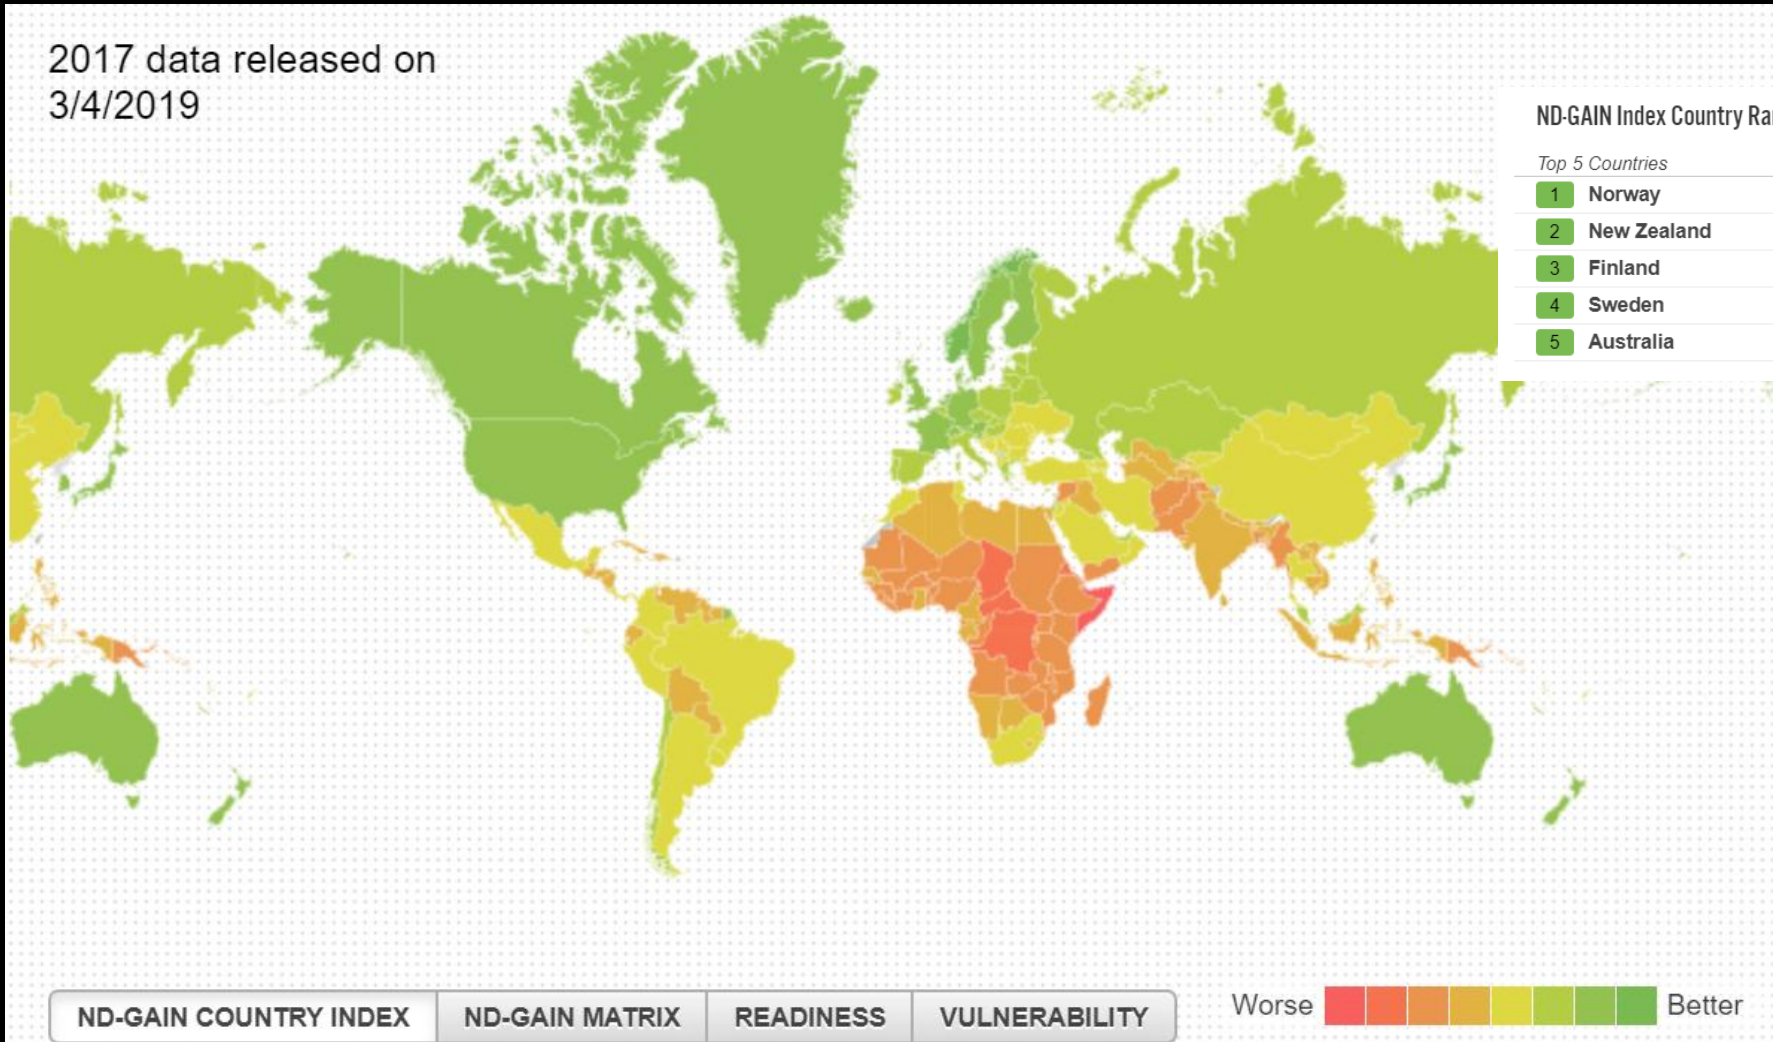 2017 data released on
3/4/2019
ND-GAIN Index Country Ra
Top 5 Countries
1 Norway
2 New Zealand
3 Finland
4 Sweden
5 Australia
ND-GAIN COUNTRY INDEX ND-GAIN MATRIX READINESS VULNERABILITY
Worse Better